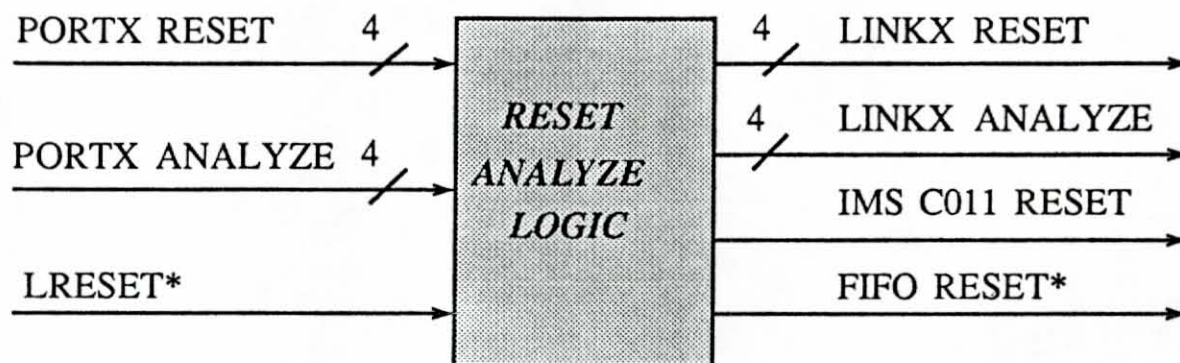 PORTX RESET 4
PORTX ANALYZE 4
LRESET*
RESET
ANALYZE
LOGIC
4 LINKX RESET
4 LINKX ANALYZE
IMS C011 RESET
FIFO RESET*